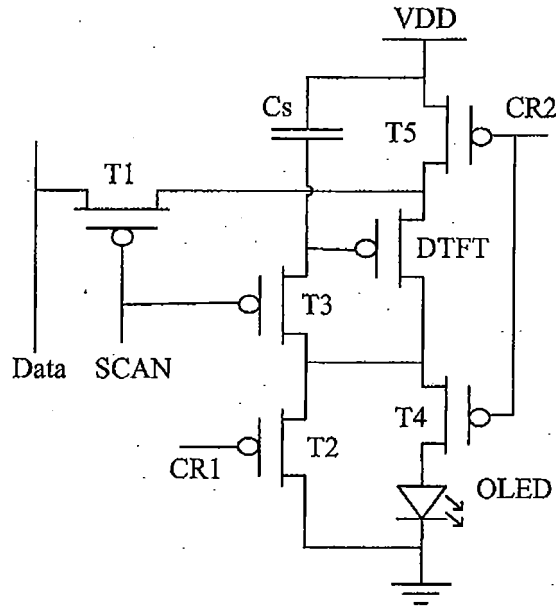 VDD
Cs
T5
CR2
T1
DTFT
T3
Data
SCAN
T4
T2
CR1
OLED